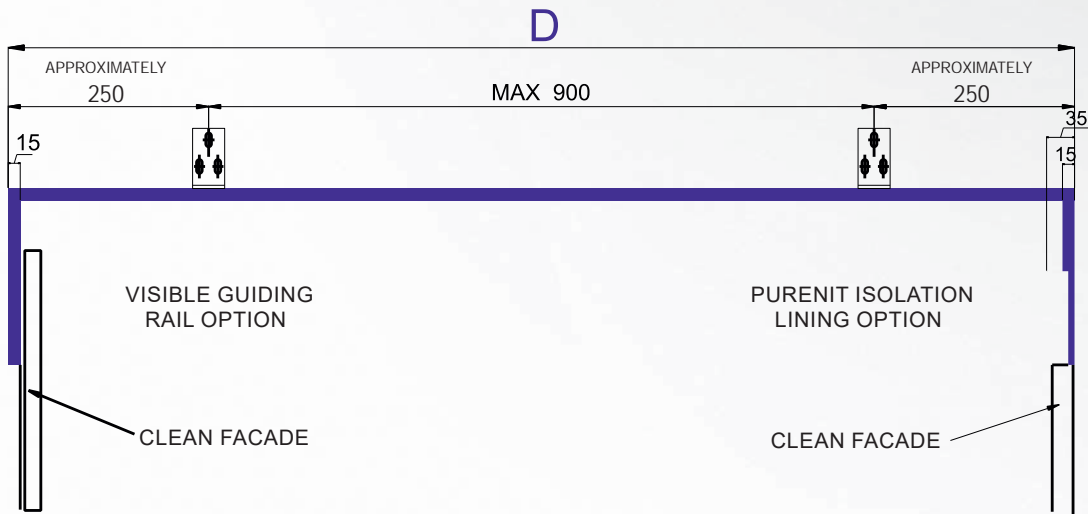 D
APPROXIMATELY
250
MAX 900
APPROXIMATELY
250
35
15
15
VISIBLE GUIDING
RAIL OPTION
PURENIT ISOLATION
LINING OPTION
CLEAN FACADE
CLEAN FACADE